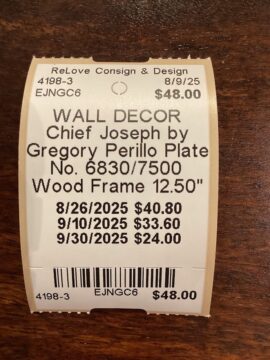 ReLove Consign & Design
4198-3 8/9/25
EJNGC6 $48.00
WALL DECOR
Chief Joseph by
Gregory Perillo Plate
No. 6830/7500
Wood Frame 12.50"
8/26/2025 $40.80
9/10/2025 $33.60
9/30/2025 $24.00
4198-3 EJNGC6 $48.00